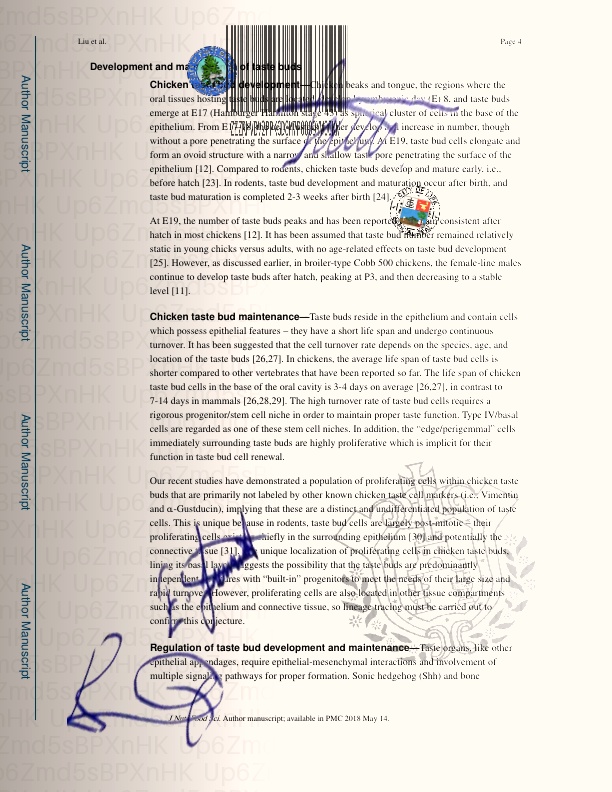 Liu et al.
Page 4
Development and ma of taste buds
Chicken development—Chicken beaks and tongue, the regions where the
oral tissues hosting taste buds are E18, and taste buds
emerge at E17 (Hamburger Hamilton stage 43) as spherical cluster of cells in the base of the
epithelium. From E17 increase in number, though
without a pore penetrating the surface of the epithelium. At E19, taste buds elongate and
form an ovoid structure with a narrow and shallow taste pore penetrating the surface of the
epithelium [12]. Compared to rodents, chicken taste buds develop and mature early, i.e.,
before hatch [23]. In rodents, taste bud development and maturation occur after birth, and
taste bud maturation is completed 2-3 weeks after birth [24].
At E19, the number of taste buds peaks and has been reported consistent after
hatch in most chickens [12]. It has been assumed that taste bud number remained relatively
static in young chicks versus adults, with no age-related effects on taste bud development
[25]. However, as discussed earlier, in broiler-type Cobb 500 chickens, the female-line males
continue to develop taste buds after hatch, peaking at P3, and then decreasing to a stable
level [11].
Chicken taste bud maintenance—Taste buds reside in the epithelium and contain cells
which possess epithelial features – they have a short life span and undergo continuous
turnover. It has been suggested that the cell turnover rate depends on the species, age, and
location of the taste buds [26,27]. In chickens, the average life span of taste bud cells is
shorter compared to other vertebrates that have been reported so far. The life span of chicken
taste bud cells in the base of the oral cavity is 3-4 days on average [26,27], in contrast to
7-14 days in mammals [26,28,29]. The high turnover rate of taste bud cells requires a
rigorous progenitor/stem cell niche in order to maintain proper taste function. Type IV/basal
cells are regarded as one of these stem cell niches. In addition, the “edge/perigemmal” cells
immediately surrounding taste buds are highly proliferative which is implicit for their
function in taste bud cell renewal.
Our recent studies have demonstrated a population of proliferating cells within chicken taste
buds that are primarily not labeled by other known chicken taste cell markers (i.e., Vimentin
and α-Gustducin), implying that these are a distinct and undifferentiated population of taste
cells. This is unique because in rodents, taste bud cells are largely post-mitotic – their
proliferating cells chiefly in the surrounding epithelium [30] and potentially the
connective tissue [31]. unique localization of proliferating cells in chicken taste buds,
lining its basal layer suggests the possibility that the taste buds are predominantly
independent with “built-in” progenitors to meet the needs of their large size and
rapid turnover. However, proliferating cells are also located in other tissue compartments
such as the epithelium and connective tissue, so lineage tracing must be carried out to
confirm this conjecture.
Regulation of taste bud development and maintenance—Taste organs, like other
epithelial appendages, require epithelial-mesenchymal interactions and involvement of
multiple signaling pathways for proper formation. Sonic hedgehog (Shh) and bone
J Nutr Food Sci. Author manuscript; available in PMC 2018 May 14.
Author Manuscript
Author Manuscript
Author Manuscript
Author Manuscript